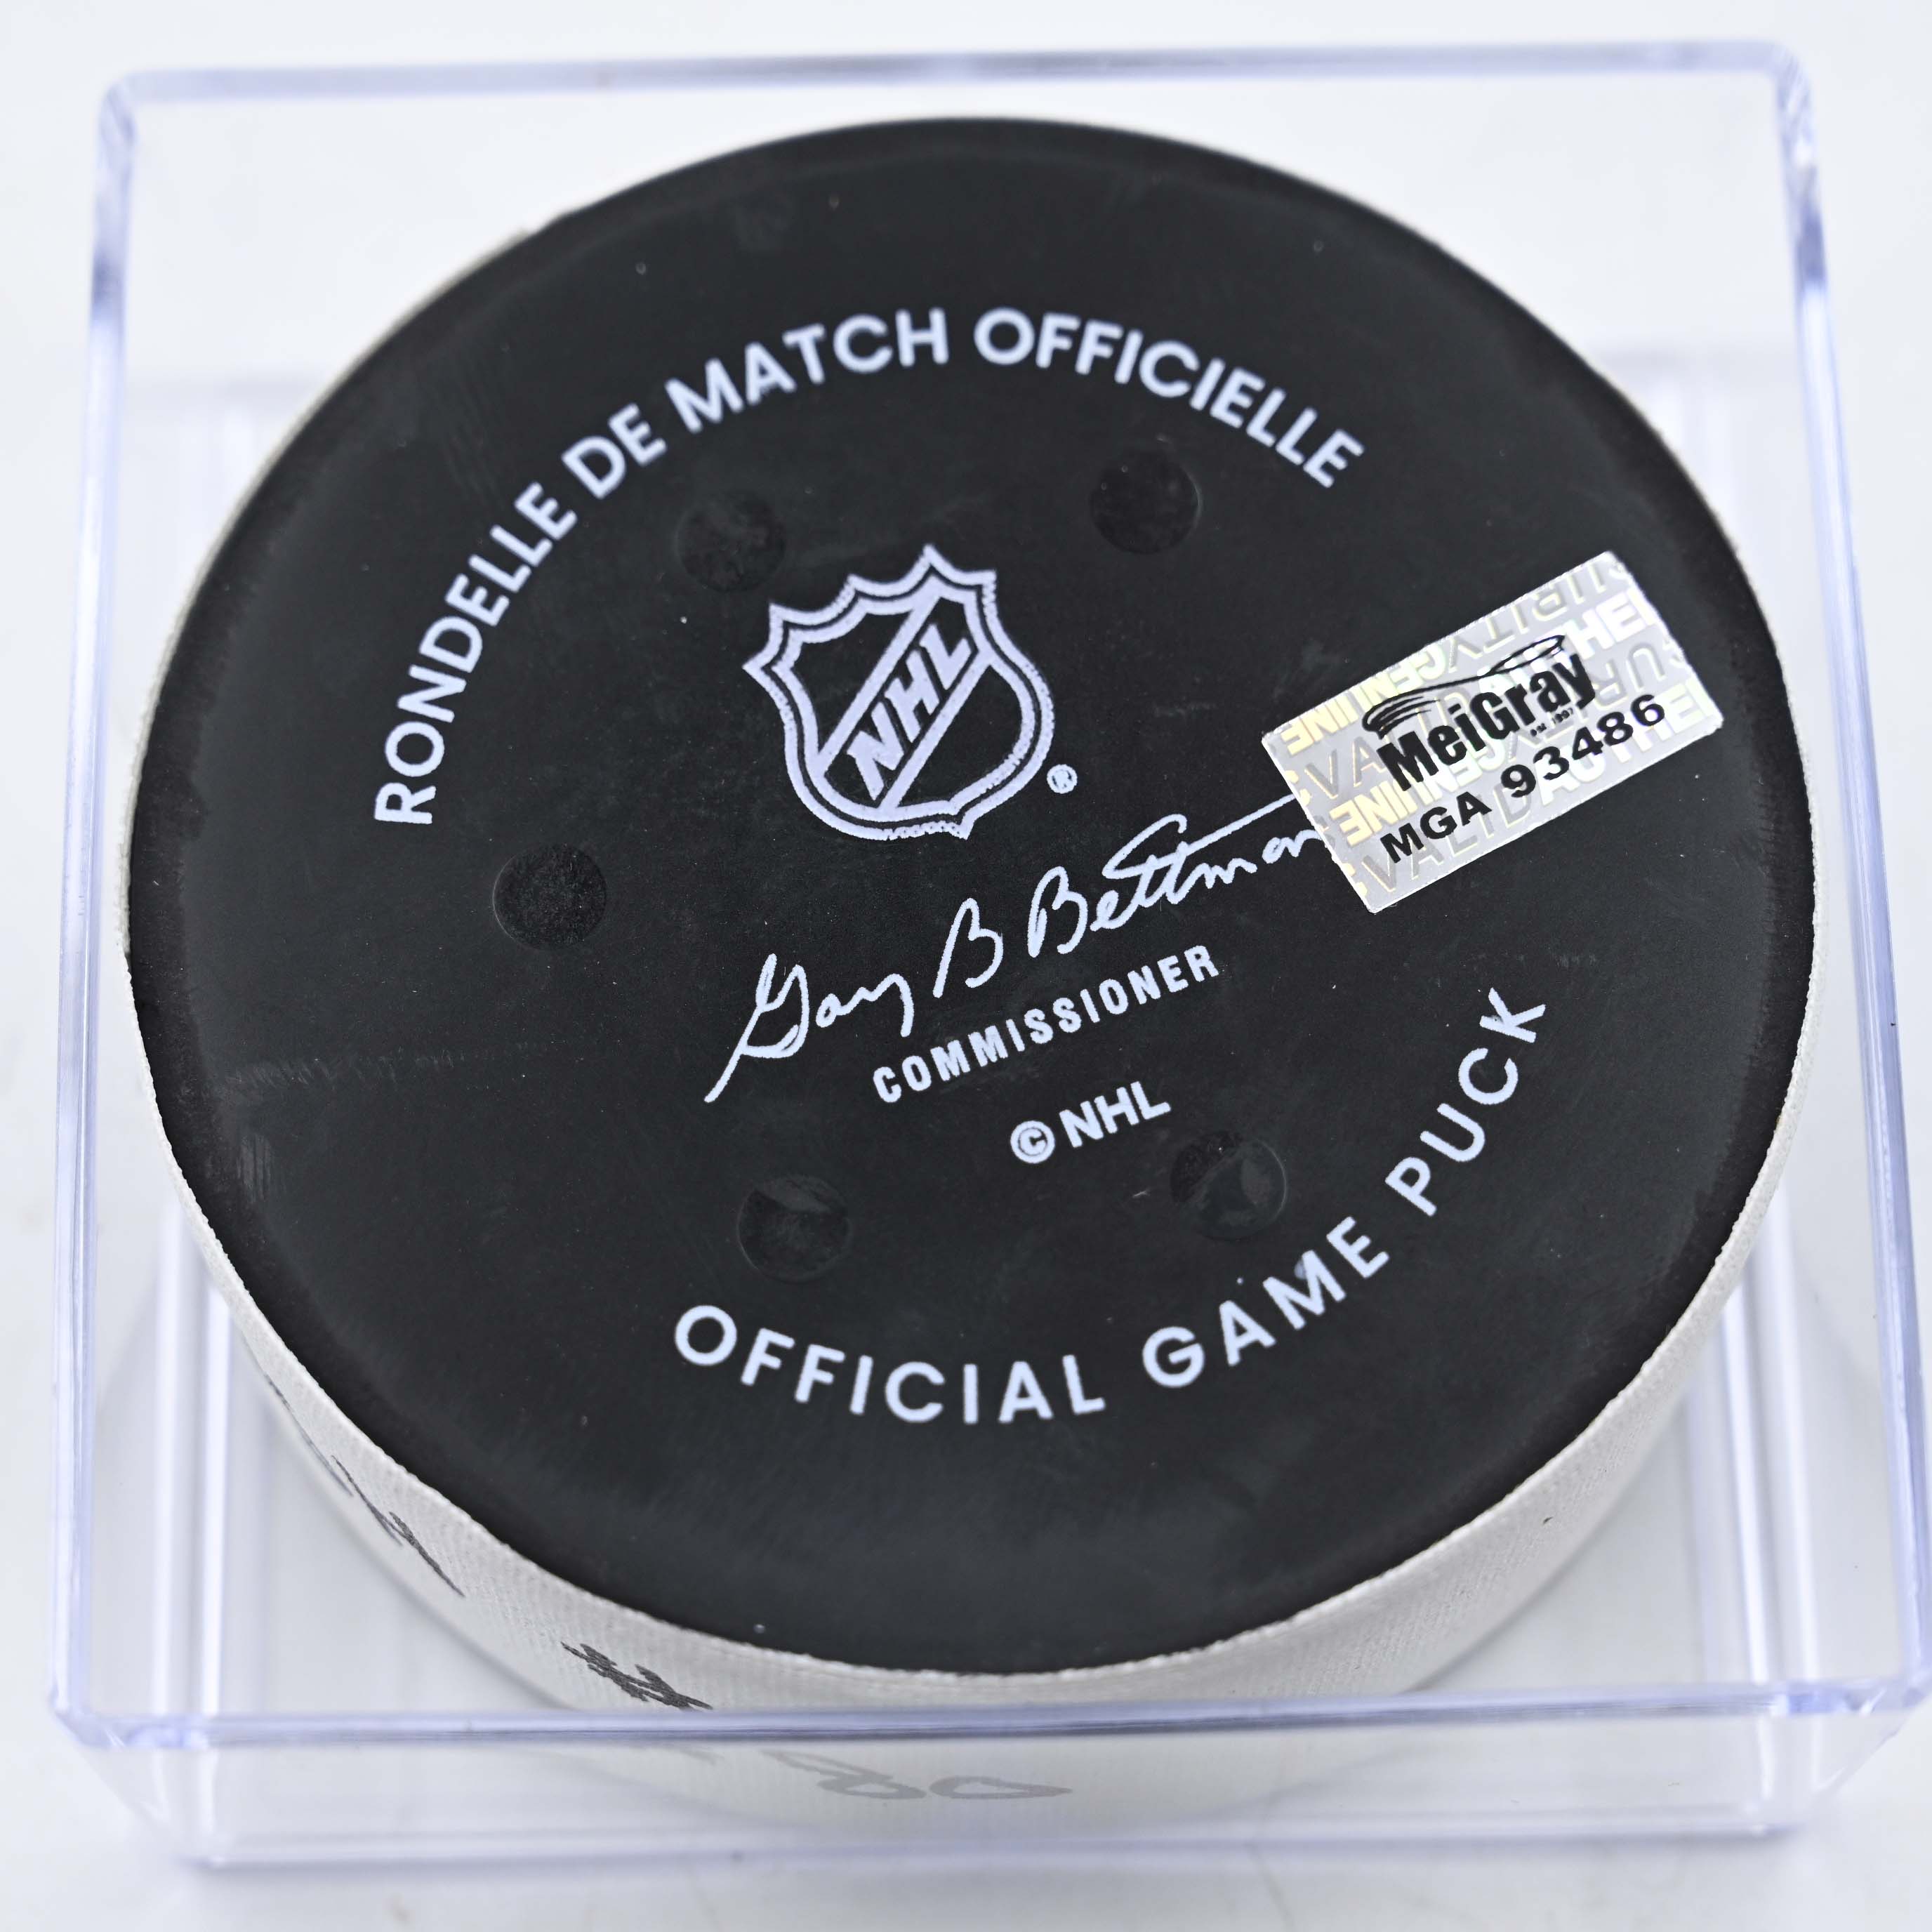 RONDELLE DE MATCH OFFICIELLE
NHL
®
MeiGray
MGA 93486
Gary B Bettman
COMMISSIONER
© NHL
OFFICIAL GAME PUCK
#